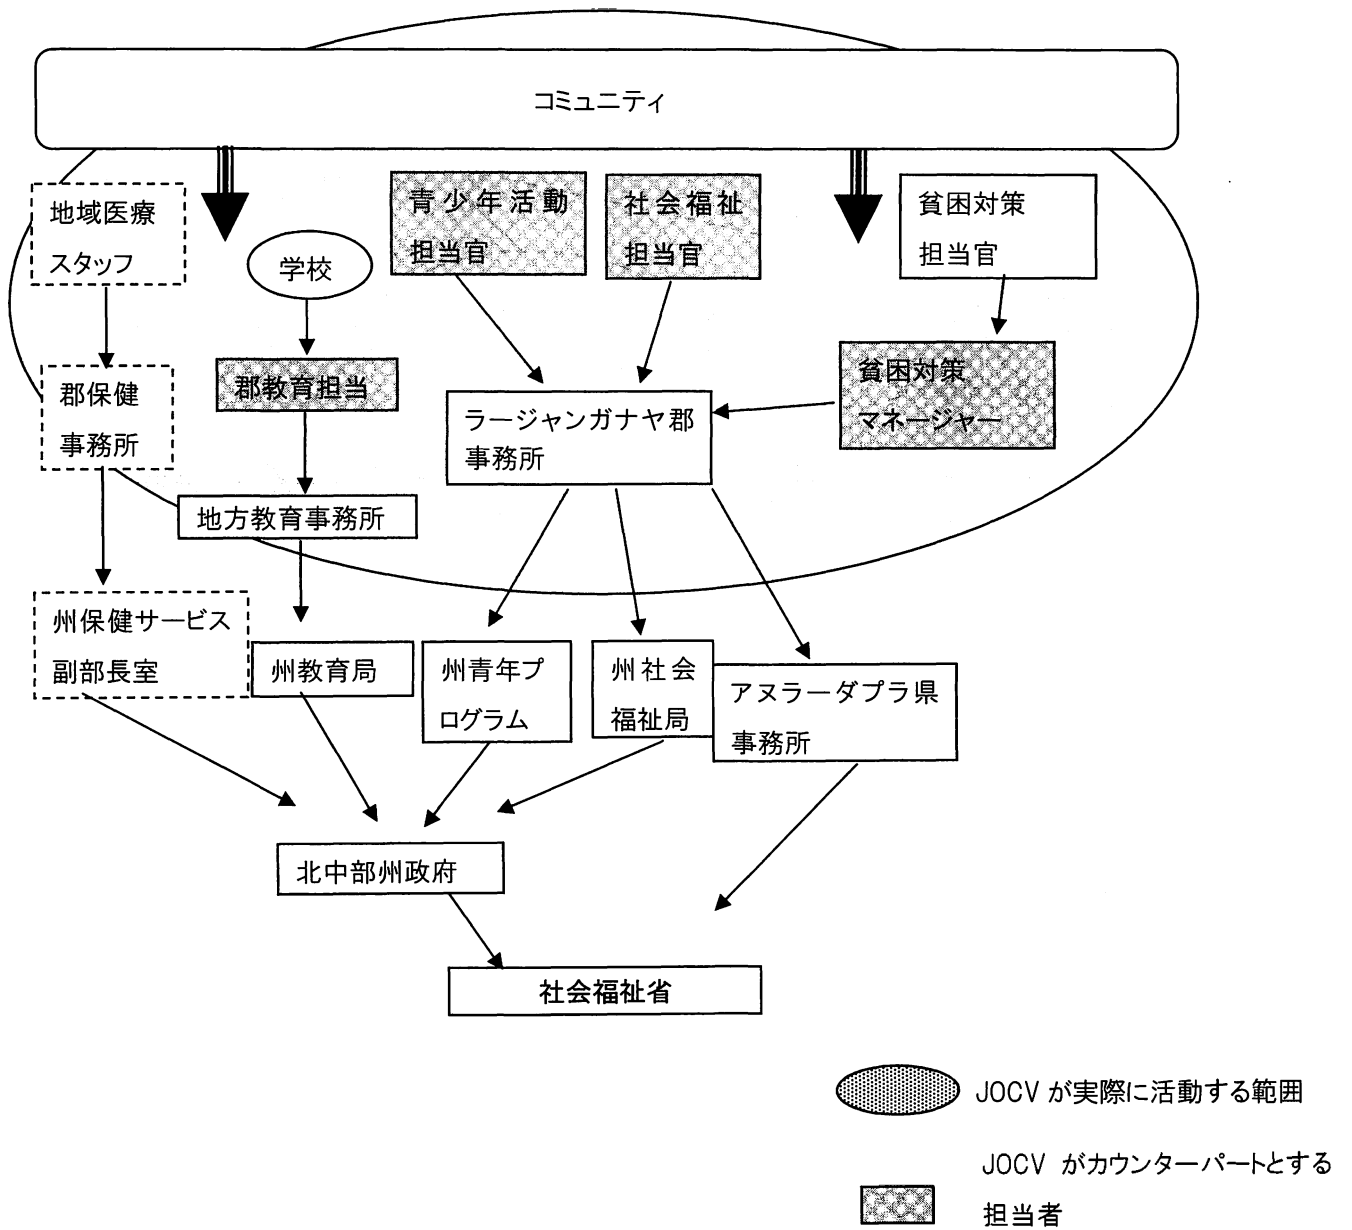 コミュニティ
地域医療
スタッフ
学校
青少年活動
担当官
社会福祉
担当官
貧困対策
担当官
郡保健
事務所
郡教育担当
ラージャンガナヤ郡
事務所
貧困対策
マネージャー
地方教育事務所
州保健サービス
副部長室
州教育局
州青年プ
ログラム
州社会
福祉局
アヌラーダプラ県
事務所
北中部州政府
社会福祉省
JOCVが実際に活動する範囲
JOCV がカウンターパートとする
担当者